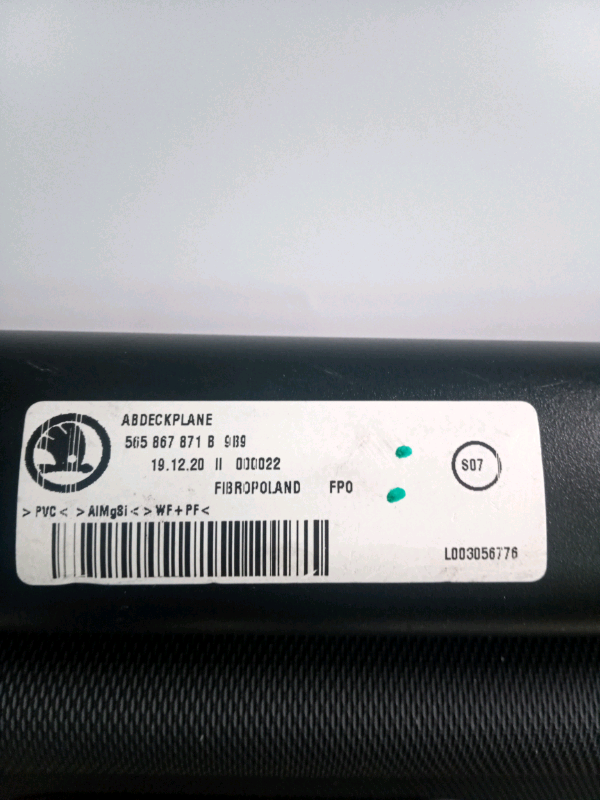 ABDECKPLANE
565 867 871 B 9B9
19.12.20 II 000022
S07
FIBROPOLAND FPO
>PVC< >AlMgSi<>WF+PF<
L003056776